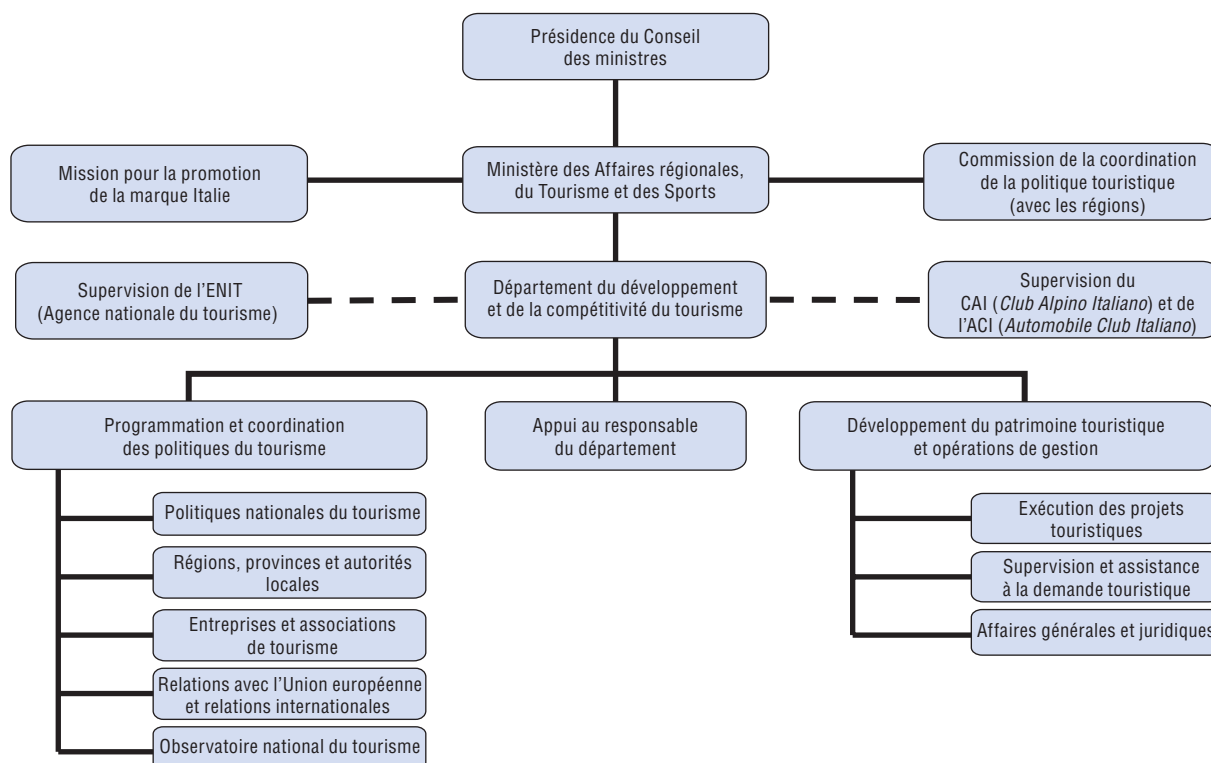 Présidence du Conseil
des ministres
Mission pour la promotion
de la marque Italie
Ministère des Affaires régionales,
du Tourisme et des Sports
Commission de la coordination
de la politique touristique
(avec les régions)
Supervision de l’ENIT
(Agence nationale du tourisme)
Département du développement
et de la compétitivité du tourisme
Supervision du
CAI (Club Alpino Italiano) et de
l’ACI (Automobile Club Italiano)
Programmation et coordination
des politiques du tourisme
Appui au responsable
du département
Développement du patrimoine touristique
et opérations de gestion
Politiques nationales du tourisme
Régions, provinces et autorités
locales
Entreprises et associations
de tourisme
Relations avec l’Union européenne
et relations internationales
Observatoire national du tourisme
Exécution des projets
touristiques
Supervision et assistance
à la demande touristique
Affaires générales et juridiques